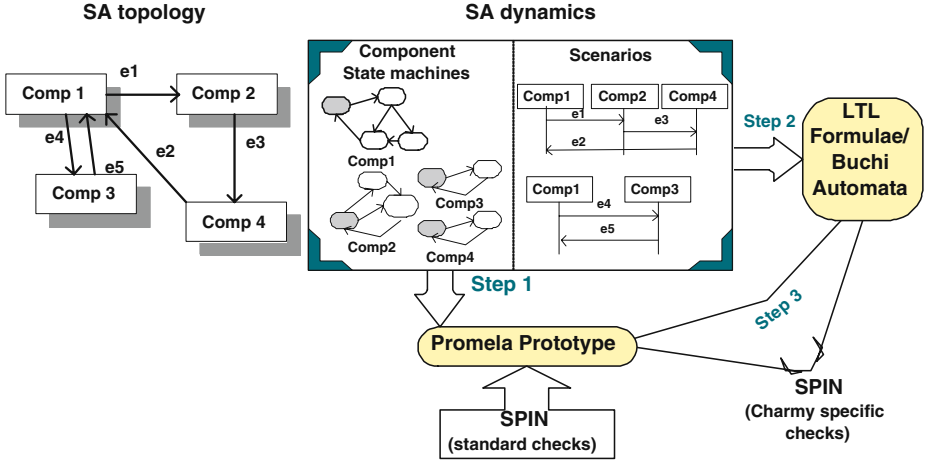 SA topology
SA dynamics
Comp 1
e1
Comp 2
e4
e5
e2
e3
Comp 3
Comp 4
Component
State machines
Comp1
Comp3
Comp2
Comp4
Scenarios
Comp1
Comp2
Comp4
e1
e3
e2
Comp1
Comp3
e4
e5
Step 2
LTL
Formulae/
Buchi
Automata
Step 1
Step 3
Promela Prototype
SPIN
(standard checks)
SPIN
(Charmy specific
checks)